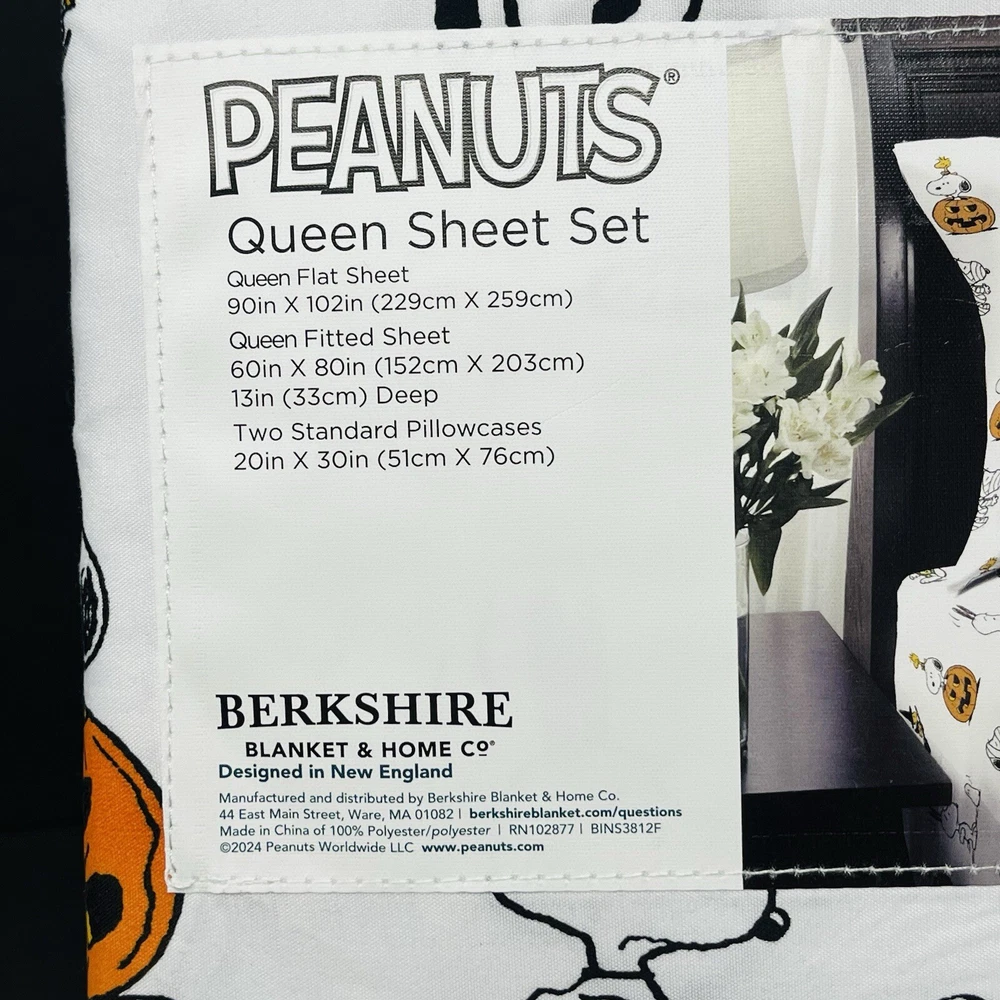 PEANUTS®
Queen Sheet Set
Queen Flat Sheet
90in X 102in (229cm X 259cm)
Queen Fitted Sheet
60in X 80in (152cm X 203cm)
13in (33cm) Deep
Two Standard Pillowcases
20in X 30in (51cm X 76cm)
BERKSHIRE
BLANKET & HOME Cº®
Designed in New England
Manufactured and distributed by Berkshire Blanket & Home Co.
44 East Main Street, Ware, MA 01082 | berkshireblanket.com/questions
Made in China of 100% Polyester/polyester | RN102877 | BINS3812F
©2024 Peanuts Worldwide LLC www.peanuts.com